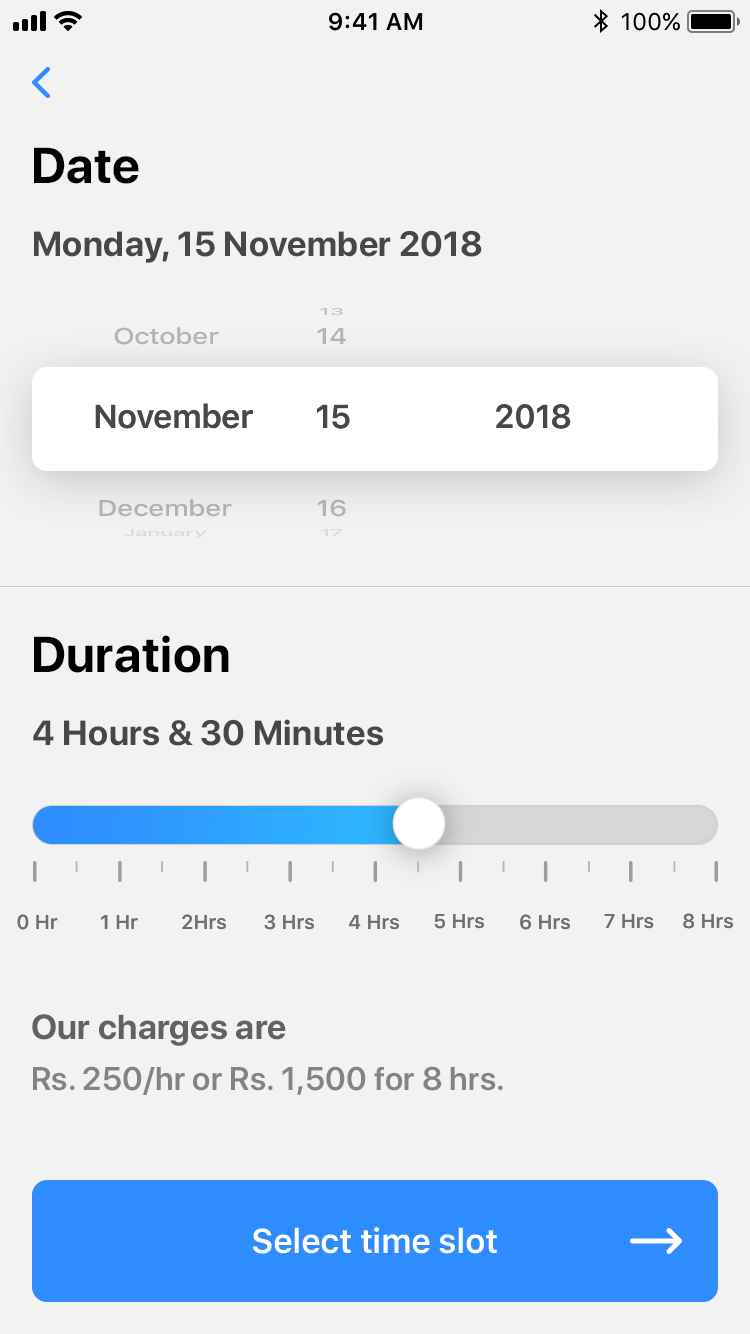 9:41 AM 100%
Date
Monday, 15 November 2018
13
October 14
November 15 2018
December 16
January 17
Duration
4 Hours & 30 Minutes
0 Hr 1 Hr 2Hrs 3 Hrs 4 Hrs 5 Hrs 6 Hrs 7 Hrs 8 Hrs
Our charges are
Rs. 250/hr or Rs. 1,500 for 8 hrs.
Select time slot